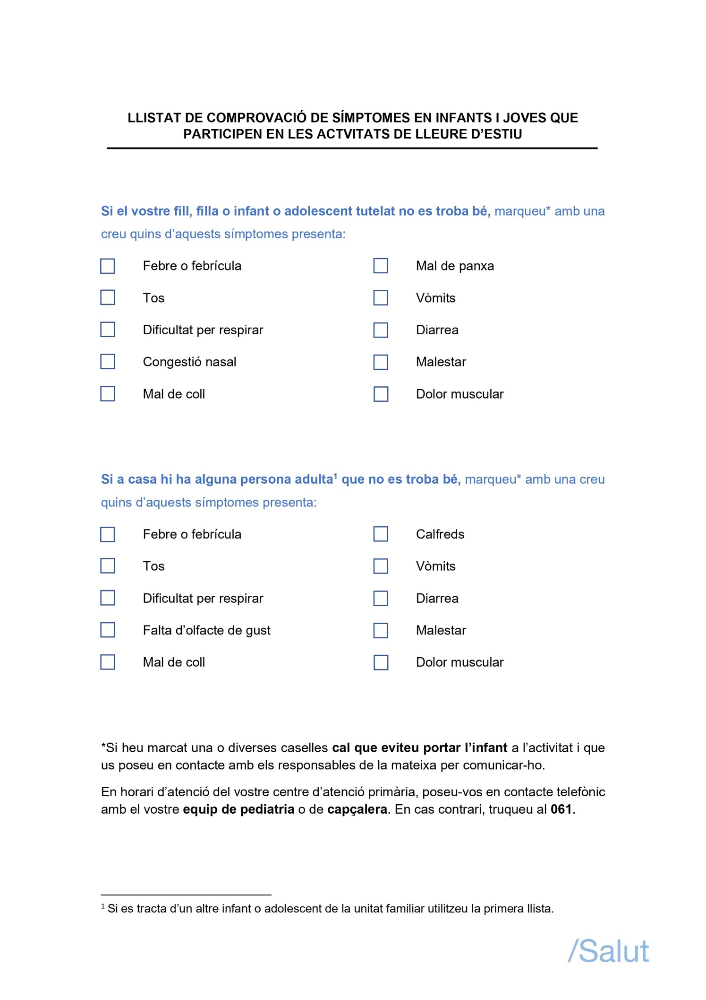 LLISTAT DE COMPROVACIÓ DE SÍMPTOMES EN INFANTS I JOVES QUE
PARTICIPEN EN LES ACTVITATS DE LLEURE D’ESTIU
Si el vostre fill, filla o infant o adolescent tutelat no es troba bé, marqueu* amb una
creu quins d’aquests símptomes presenta:
Febre o febrícula
Mal de panxa
Tos
Vòmits
Dificultat per respirar
Diarrea
Congestió nasal
Malestar
Mal de coll
Dolor muscular
Si a casa hi ha alguna persona adulta¹ que no es troba bé, marqueu* amb una creu
quins d’aquests símptomes presenta:
Febre o febrícula
Calfreds
Tos
Vòmits
Dificultat per respirar
Diarrea
Falta d’olfacte de gust
Malestar
Mal de coll
Dolor muscular
*Si heu marcat una o diverses caselles cal que eviteu portar l’infant a l’activitat i que
us poseu en contacte amb els responsables de la mateixa per comunicar-ho.
En horari d’atenció del vostre centre d’atenció primària, poseu-vos en contacte telefònic
amb el vostre equip de pediatria o de capçalera. En cas contrari, truqueu al 061.
¹ Si es tracta d’un altre infant o adolescent de la unitat familiar utilitzeu la primera llista.
/Salut